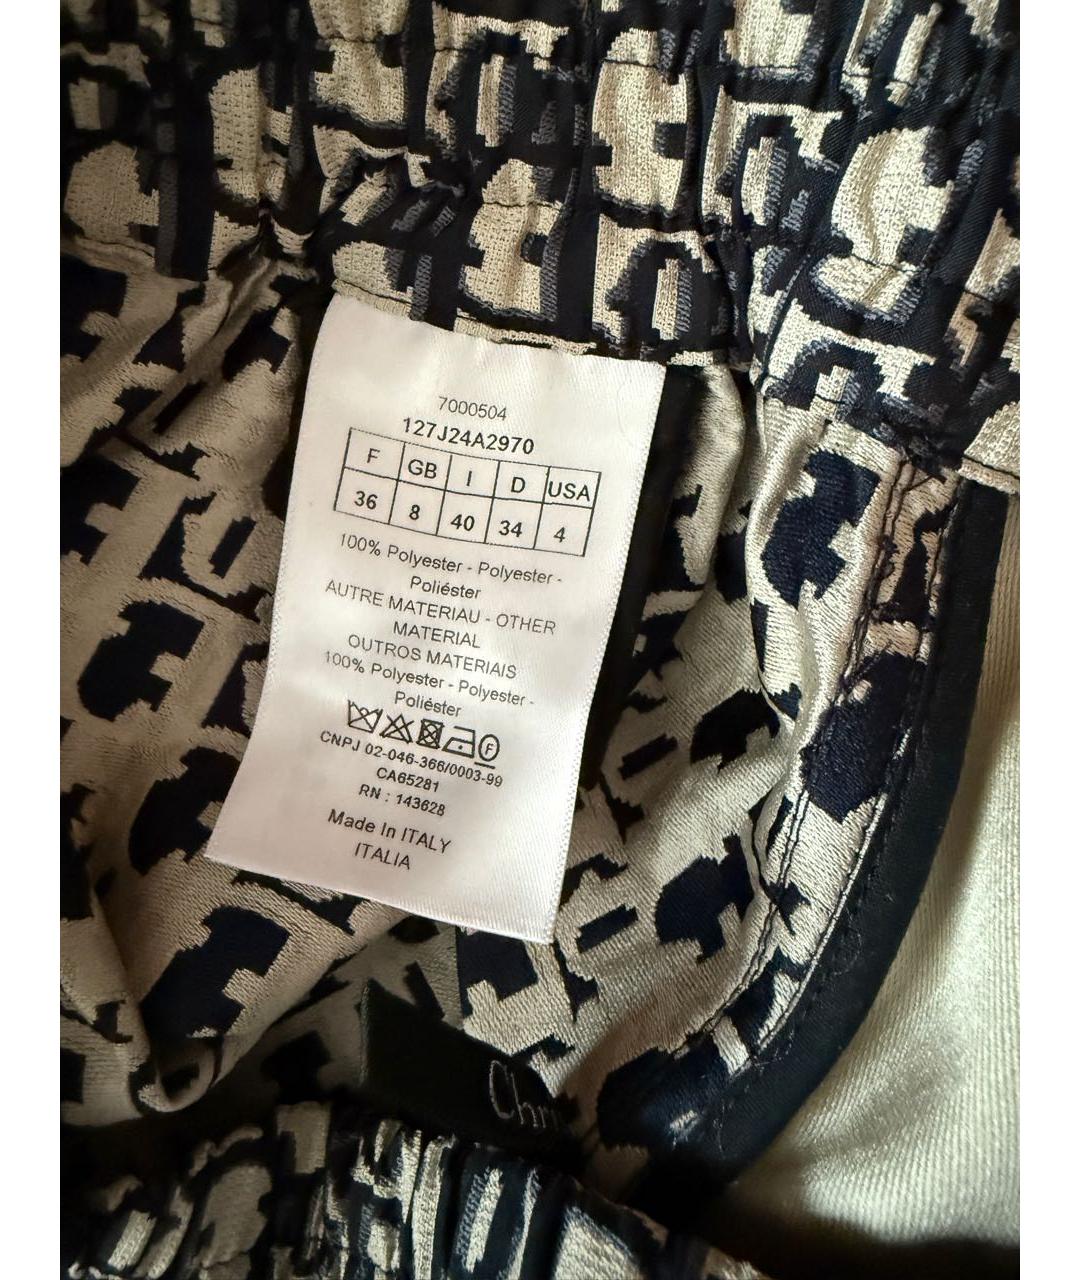 7000504
127J24A2970
F GB I D USA
36 8 40 34 4
100% Polyester - Polyester -
Poliéster
AUTRE MATERIAU - OTHER
MATERIAL
OUTROS MATERIAIS
100% Polyester - Polyester -
Poliéster
F
CNPJ 02-046-366/0003-99
CA65281
RN : 143628
Made In ITALY
ITALIA
Chri